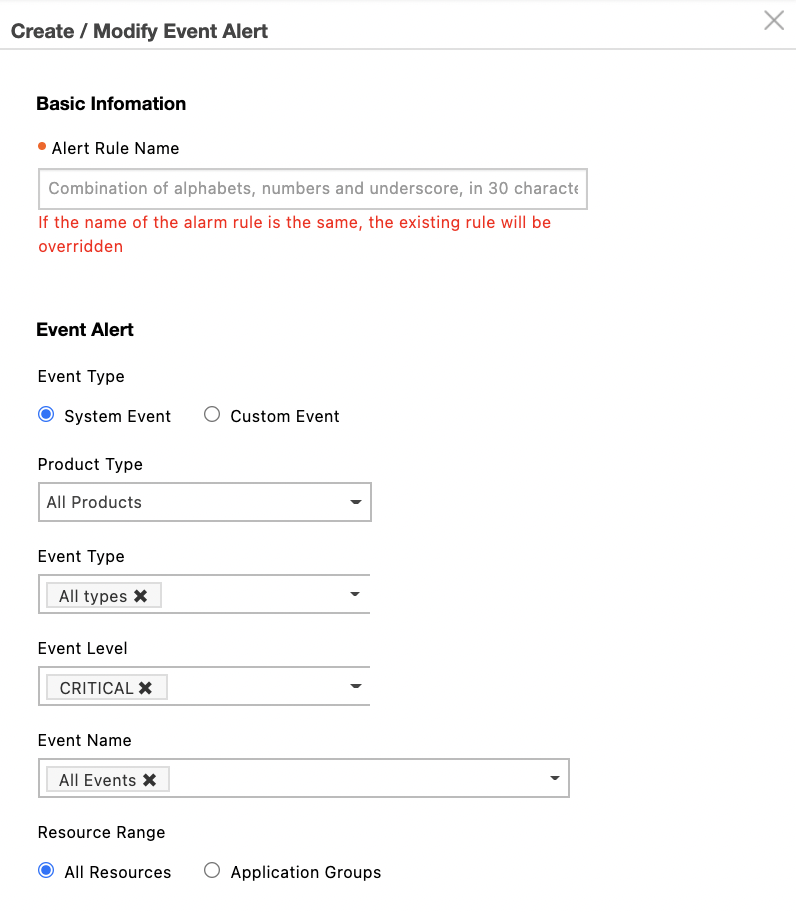 Create / Modify Event Alert
Basic Infomation
Alert Rule Name
Combination of alphabets, numbers and underscore, in 30
If the name of the alarm rule is the same, the existing rule will be
overridden
Event Alert
Event Type
System Event Custom Event
Product Type
All Products
Event Type
All types ✖
Event Level
CRITICAL ✖
Event Name
All Events ✖
Resource Range
All Resources Application Groups